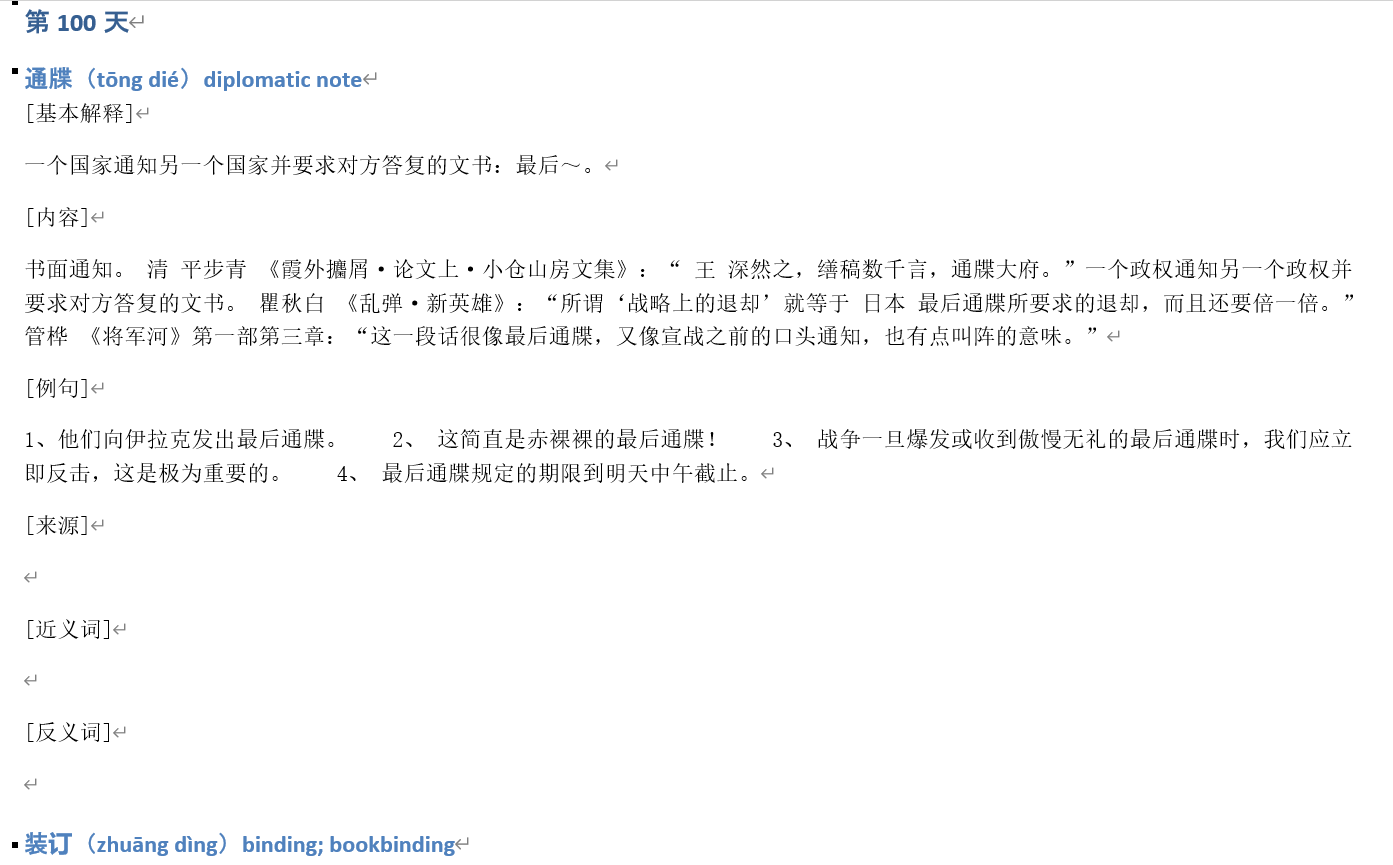 第 100 天
通牒（tōng dié）diplomatic note
[基本解释]
一个国家通知另一个国家并要求对方答复的文书：最后～。
[内容]
书面通知。 清 平步青 《霞外攟屑·论文上·小仓山房文集》：“ 王 深然之，缮稿数千言，通牒大府。”一个政权通知另一个政权并
要求对方答复的文书。 瞿秋白 《乱弹·新英雄》：“所谓‘战略上的退却’就等于 日本 最后通牒所要求的退却，而且还要倍一倍。”
管桦 《将军河》第一部第三章：“这一段话很像最后通牒，又像宣战之前的口头通知，也有点叫阵的意味。”
[例句]
1、他们向伊拉克发出最后通牒。 2、 这简直是赤裸裸的最后通牒！ 3、 战争一旦爆发或收到傲慢无礼的最后通牒时，我们应立
即反击，这是极为重要的。 4、 最后通牒规定的期限到明天中午截止。
[来源]
[近义词]
[反义词]
装订（zhuāng dìng）binding; bookbinding